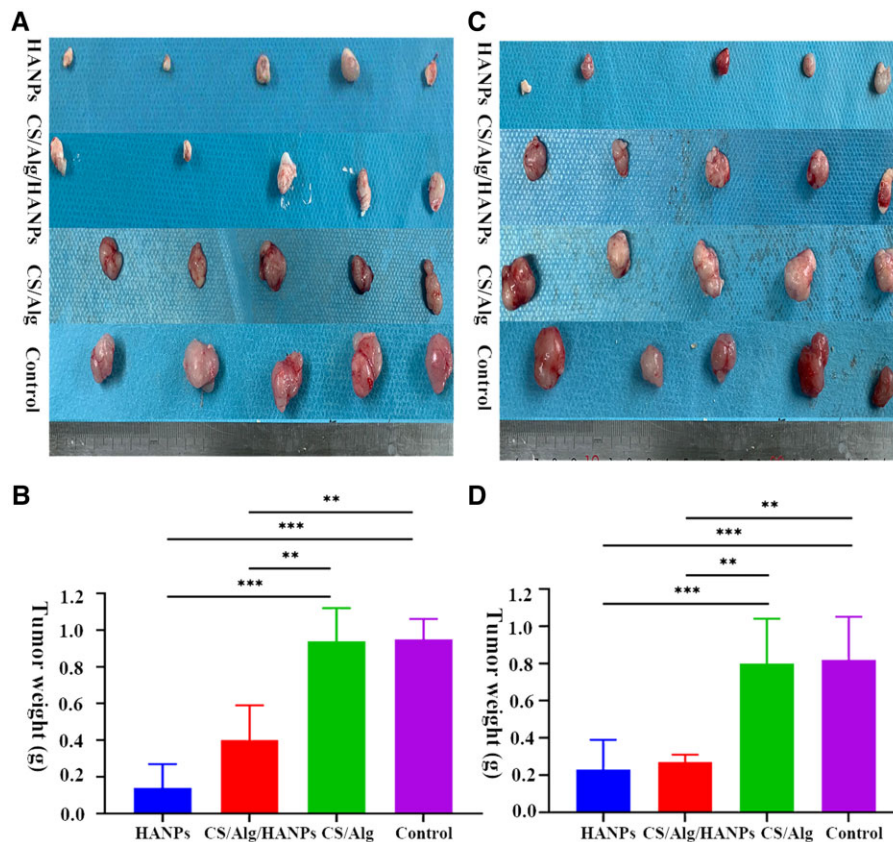 A
HANPs
CS/Alg/HANPs
CS/Alg
Control
C
HANPs
CS/Alg/HANPs
CS/Alg
Control
B
**
***
**
***
Tumor weight (g)
1.2
1.0
0.8
0.6
0.4
0.2
0.0
HANPs CS/Alg/HANPs CS/Alg Control
D
**
***
**
***
Tumor weight (g)
1.2
1.0
0.8
0.6
0.4
0.2
0.0
HANPs CS/Alg/HANPs CS/Alg Control